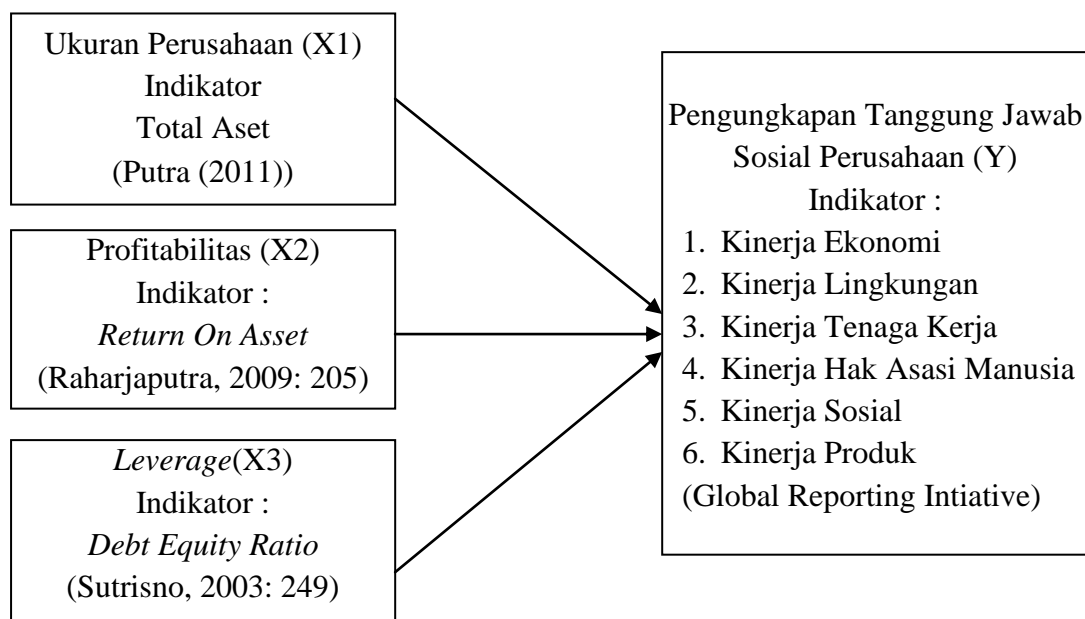 Ukuran Perusahaan (X1)
Indikator
Total Aset
(Putra (2011))
Profitabilitas (X2)
Indikator :
Return On Asset
(Raharjaputra, 2009: 205)
Leverage(X3)
Indikator :
Debt Equity Ratio
(Sutrisno, 2003: 249)
Pengungkapan Tanggung Jawab
Sosial Perusahaan (Y)
Indikator :
1. Kinerja Ekonomi
2. Kinerja Lingkungan
3. Kinerja Tenaga Kerja
4. Kinerja Hak Asasi Manusia
5. Kinerja Sosial
6. Kinerja Produk
(Global Reporting Intiative)